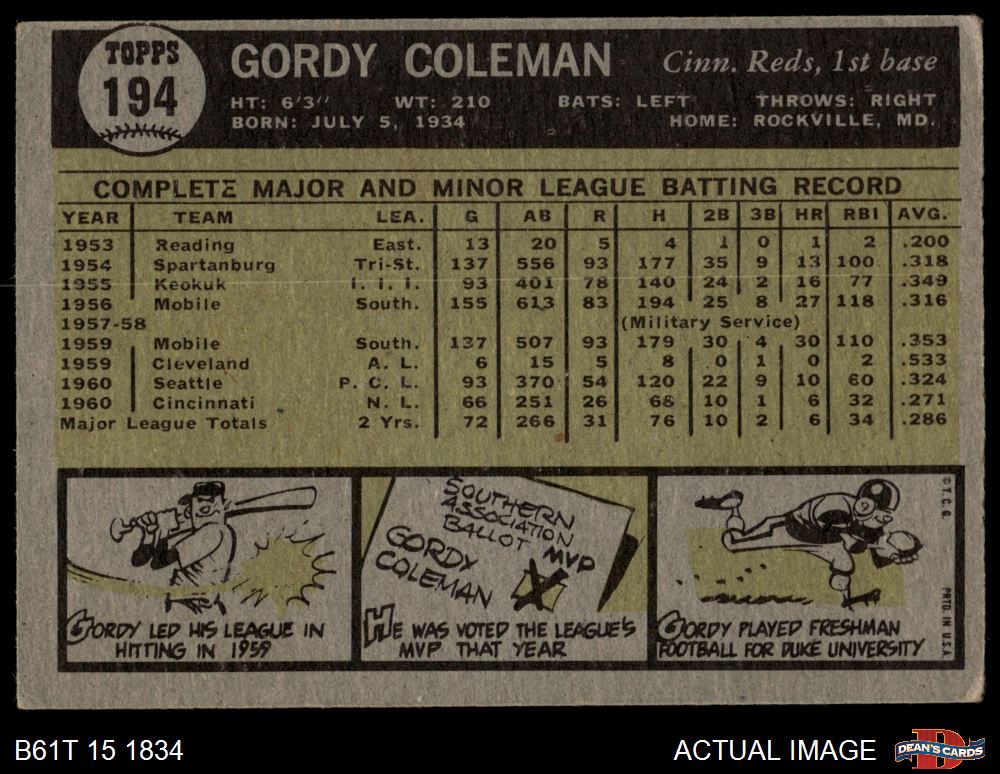 TOPPS
194
GORDY COLEMAN Cinn. Reds, 1st base
HT: 6'3" WT: 210 BATS: LEFT THROWS: RIGHT
BORN: JULY 5, 1934 HOME: ROCKVILLE, MD.
COMPLETE MAJOR AND MINOR LEAGUE BATTING RECORD
YEAR TEAM LEA. G AB R H 2B 3B HR RBI AVG.
1953 Reading East. 13 20 5 4 1 0 1 2 .200
1954 Spartanburg Tri-St. 137 556 93 177 35 9 13 100 .318
1955 Keokuk I. I. I. 93 401 78 140 24 2 16 77 .349
1956 Mobile South. 155 613 83 194 25 8 27 118 .316
1957-58 (Military Service)
1959 Mobile South. 137 507 93 179 30 4 30 110 .353
1959 Cleveland A. L. 6 15 5 8 0 1 0 2 .533
1960 Seattle P. C. L. 93 370 54 120 22 9 10 60 .324
1960 Cincinnati N. L. 66 251 26 68 10 1 6 32 .271
Major League Totals 2 Yrs. 72 266 31 76 10 2 6 34 .286
SOUTHERN
ASSOCIATION
BALLOT
MVP
GORDY
COLEMAN
GORDY LED HIS LEAGUE IN
HITTING IN 1959
HE WAS VOTED THE LEAGUE'S
MVP THAT YEAR
GORDY PLAYED FRESHMAN
FOOTBALL FOR DUKE UNIVERSITY
© T.C.G. PRTD. IN U.S.A.
B61T 15 1834
ACTUAL IMAGE
DEAN'S CARDS